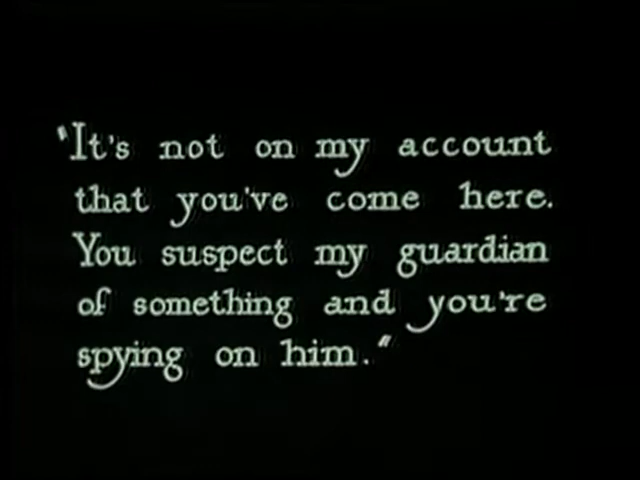 "It's not on my account
that you've come here.
You suspect my guardian
of something and you're
spying on him."